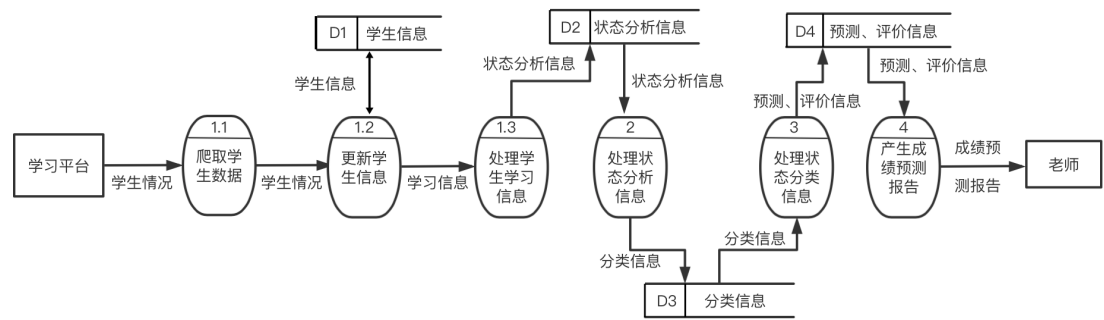 D1 学生信息
D2 状态分析信息
D4 预测、评价信息
学生信息
状态分析信息
状态分析信息
预测、评价信息
预测、评价信息
学习平台
学生情况
1.1
爬取学
生数据
学生情况
1.2
更新学
生信息
学习信息
1.3
处理学
生学习
信息
2
处理状
态分析
信息
3
处理状
态分类
信息
4
产生成
绩预测
报告
成绩预
测报告
老师
分类信息
分类信息
D3 分类信息